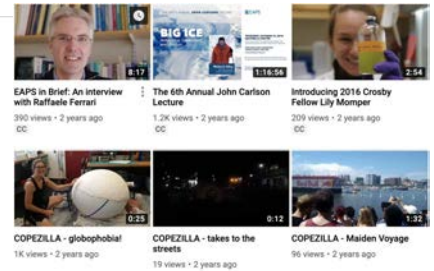 BIG ICE
EAPS
8:17
1:16:56
2:54
EAPS in Brief: An interview
with Raffaele Ferrari
The 6th Annual John Carlson
Lecture
Introducing 2016 Crosby
Fellow Lily Momper
390 views • 2 years ago
1.2K views • 2 years ago
209 views • 2 years ago
CC
CC
CC
0:25
0:12
1:32
COPEZILLA - globophobia!
COPEZILLA - takes to the
streets
COPEZILLA - Maiden Voyage
1K views • 2 years ago
19 views • 2 years ago
96 views • 2 years ago